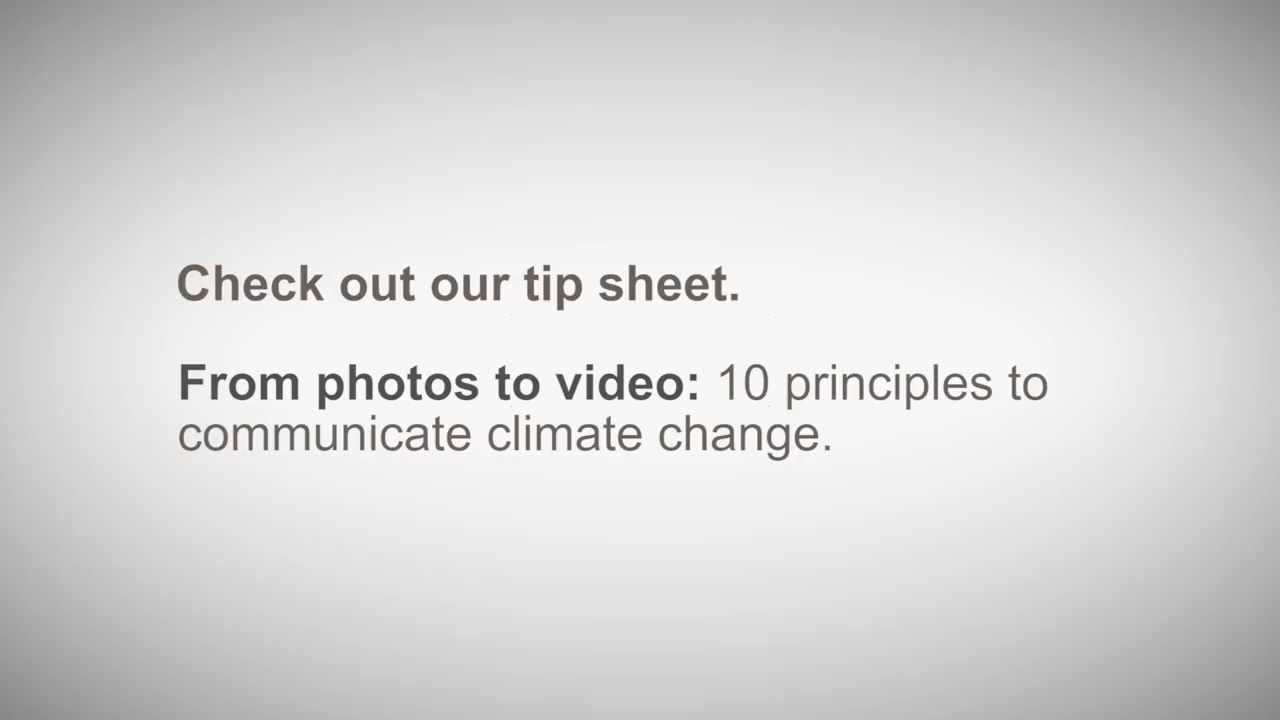 Check out our tip sheet.
From photos to video: 10 principles to
communicate climate change.